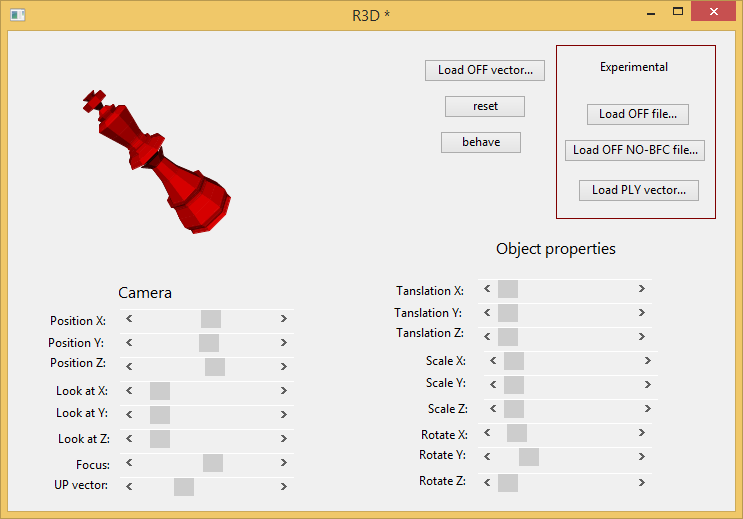 R3D *
Load OFF vector...
reset
behave
Experimental
Load OFF file...
Load OFF NO-BFC file...
Load PLY vector...
Camera
Position X:
Position Y:
Position Z:
Look at X:
Look at Y:
Look at Z:
Focus:
UP vector:
Object properties
Tanslation X:
Tanslation Y:
Tanslation Z:
Scale X:
Scale Y:
Scale Z:
Rotate X:
Rotate Y:
Rotate Z: